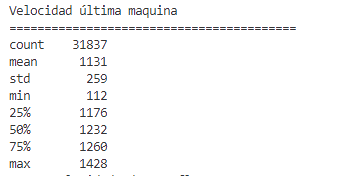 Velocidad última maquina
=========================================
count 31837
mean 1131
std 259
min 112
25% 1176
50% 1232
75% 1260
max 1428